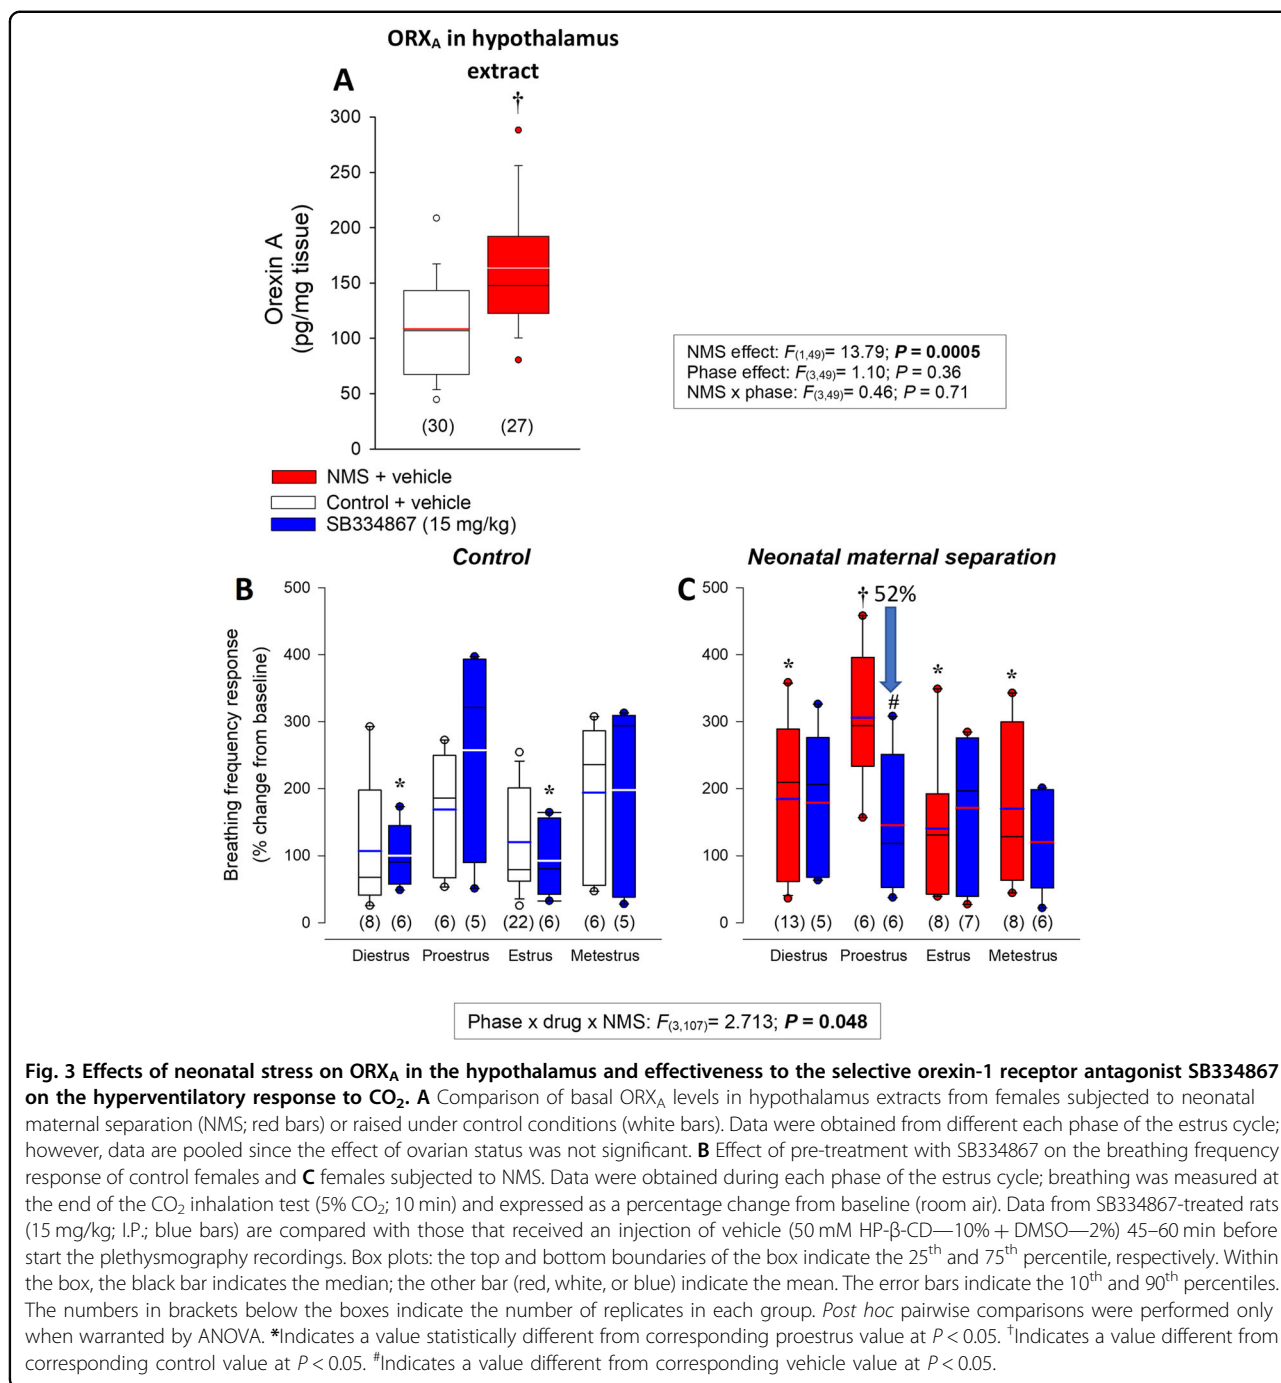 ORXA in hypothalamus
extract
A
†
300
250
200
150
100
50
0
Orexin A
(pg/mg tissue)
(30)
(27)
NMS effect: F(1,49)= 13.79; P = 0.0005
Phase effect: F(3,49)= 1.10; P = 0.36
NMS x phase: F(3,49)= 0.46; P = 0.71
NMS + vehicle
Control + vehicle
SB334867 (15 mg/kg)
Control
B
500
400
300
200
100
0
Breathing frequency response
(% change from baseline)
*
*
(8) (6) (6) (5) (22) (6) (6) (5)
Diestrus Proestrus Estrus Metestrus
Neonatal maternal separation
C
500
400
300
200
100
0
† 52%
* # * *
(13) (5) (6) (6) (8) (7) (8) (6)
Diestrus Proestrus Estrus Metestrus
Phase x drug x NMS: F(3,107)= 2.713; P = 0.048
Fig. 3 Effects of neonatal stress on ORXA in the hypothalamus and effectiveness to the selective orexin-1 receptor antagonist SB334867
on the hyperventilatory response to CO2. A Comparison of basal ORXA levels in hypothalamus extracts from females subjected to neonatal
maternal separation (NMS; red bars) or raised under control conditions (white bars). Data were obtained from different each phase of the estrus cycle;
however, data are pooled since the effect of ovarian status was not significant. B Effect of pre-treatment with SB334867 on the breathing frequency
response of control females and C females subjected to NMS. Data were obtained during each phase of the estrus cycle; breathing was measured at
the end of the CO2 inhalation test (5% CO2; 10 min) and expressed as a percentage change from baseline (room air). Data from SB334867-treated rats
(15 mg/kg; I.P.; blue bars) are compared with those that received an injection of vehicle (50 mM HP-β-CD—10% + DMSO—2%) 45–60 min before
start the plethysmography recordings. Box plots: the top and bottom boundaries of the box indicate the 25th and 75th percentile, respectively. Within
the box, the black bar indicates the median; the other bar (red, white, or blue) indicate the mean. The error bars indicate the 10th and 90th percentiles.
The numbers in brackets below the boxes indicate the number of replicates in each group. Post hoc pairwise comparisons were performed only
when warranted by ANOVA. *Indicates a value statistically different from corresponding proestrus value at P < 0.05. †Indicates a value different from
corresponding control value at P < 0.05. #Indicates a value different from corresponding vehicle value at P < 0.05.